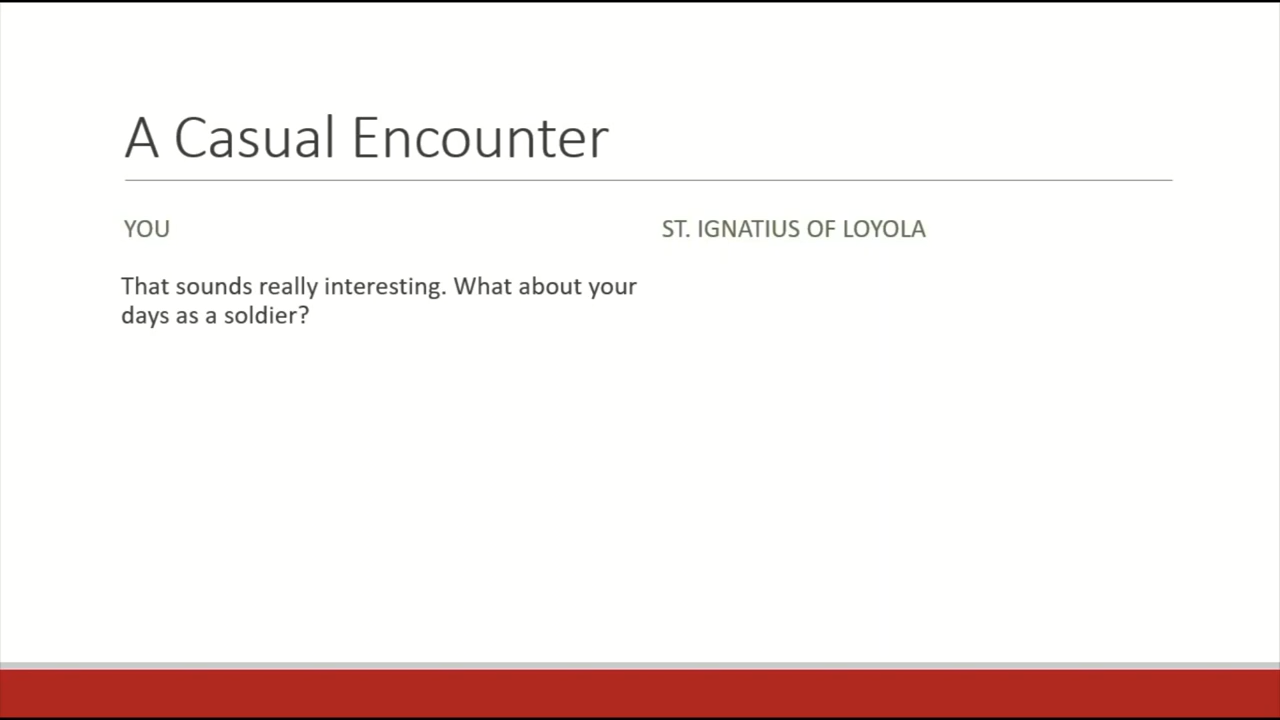 A Casual Encounter
YOU
ST. IGNATIUS OF LOYOLA
That sounds really interesting. What about your
days as a soldier?